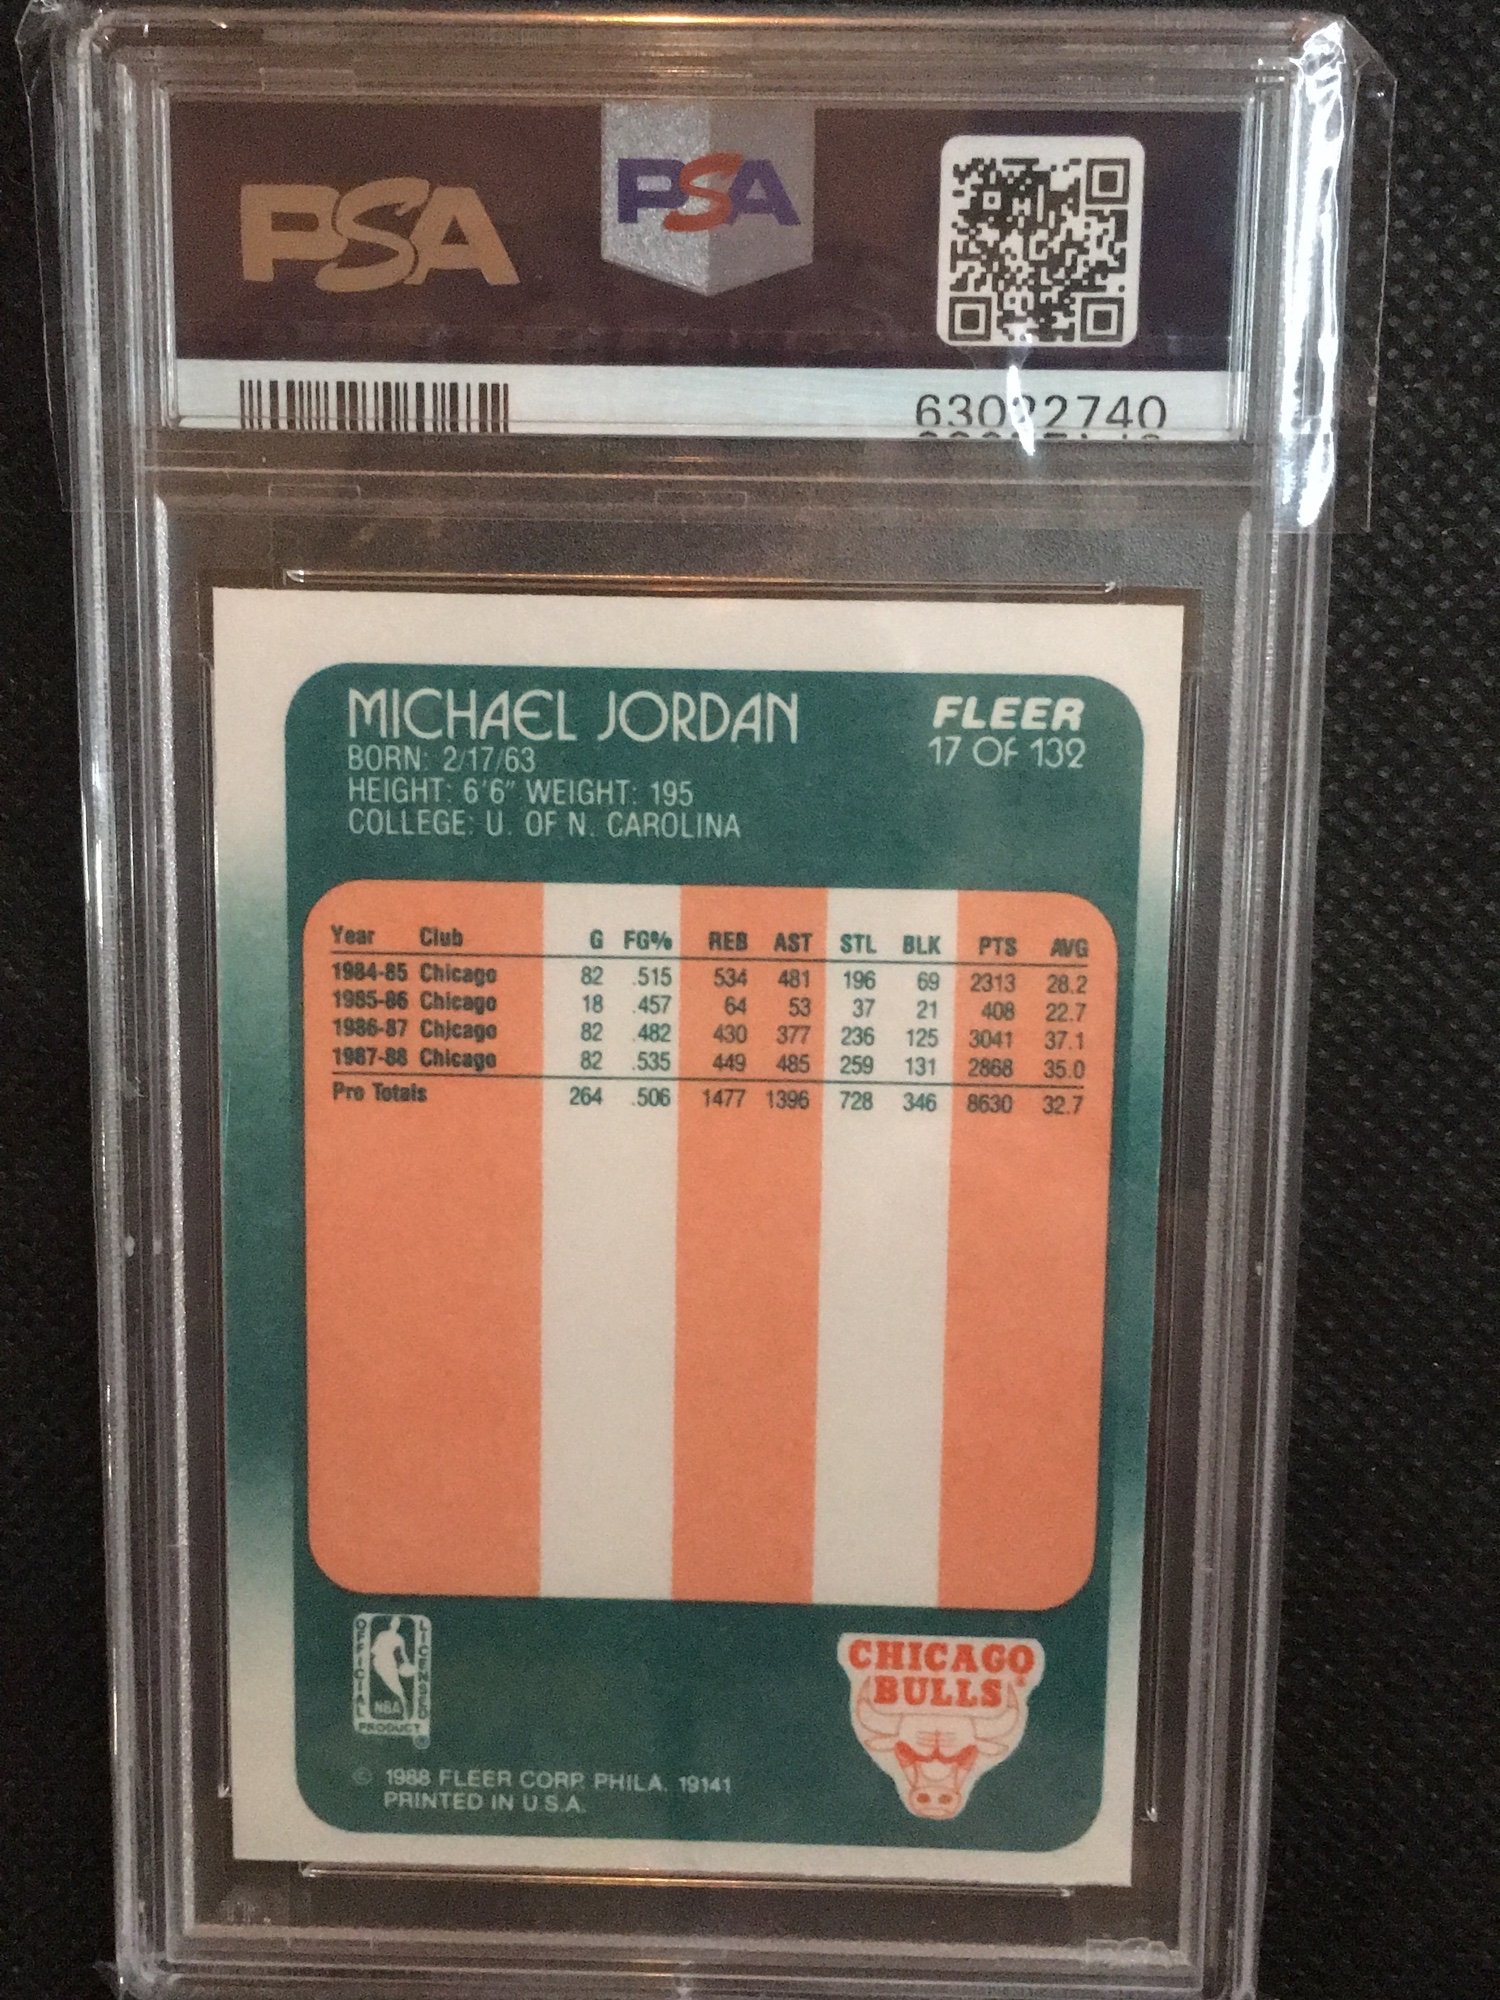 PSA
PSA
63022740
MICHAEL JORDAN
FLEER
17 OF 132
BORN: 2/17/63
HEIGHT: 6'6" WEIGHT: 195
COLLEGE: U. OF N. CAROLINA
Year Club G FG% REB AST STL BLK PTS AVG
1984-85 Chicago 82 .515 534 481 196 69 2313 28.2
1985-86 Chicago 18 .457 64 53 37 21 408 22.7
1986-87 Chicago 82 .482 430 377 236 125 3041 37.1
1987-88 Chicago 82 .535 449 485 259 131 2868 35.0
Pro Totals 264 .506 1477 1396 728 346 8630 32.7
OFFICIAL LICENSED
NBA
PRODUCT ®
CHICAGO
BULLS ®
© 1988 FLEER CORP. PHILA. 19141
PRINTED IN U.S.A.